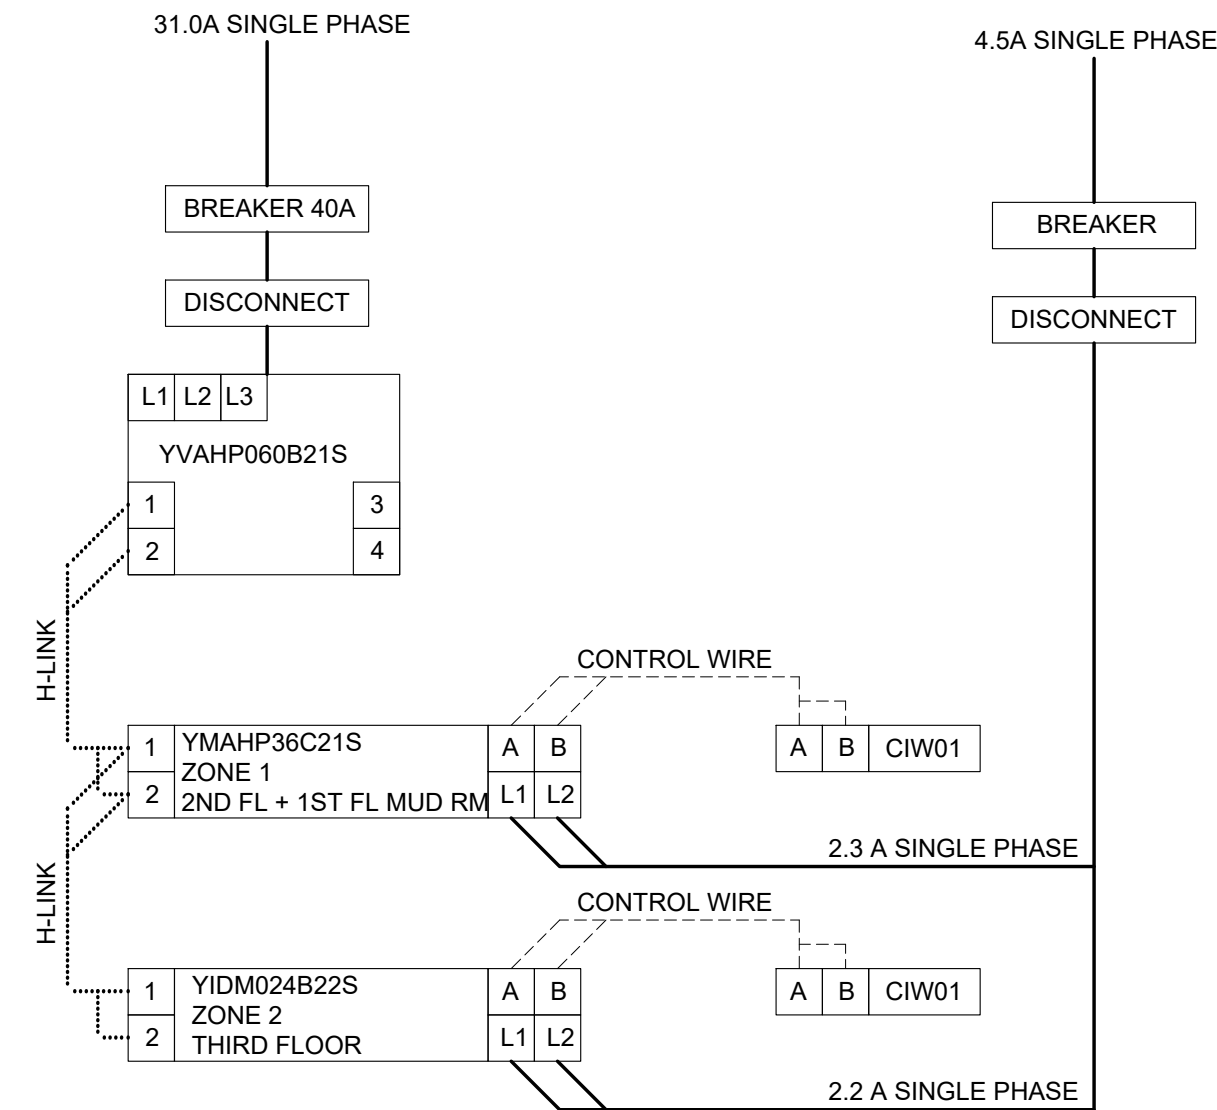 31.0A SINGLE PHASE
4.5A SINGLE PHASE
BREAKER 40A
BREAKER
DISCONNECT
DISCONNECT
L1 L2 L3
YVAHP060B21S
1 3
2 4
H-LINK
CONTROL WIRE
1 YMAHP36C21S A B A B CIW01
ZONE 1
2 2ND FL + 1ST FL MUD RM L1 L2
2.3 A SINGLE PHASE
H-LINK
CONTROL WIRE
1 YIDM024B22S A B A B CIW01
ZONE 2
2 THIRD FLOOR L1 L2
2.2 A SINGLE PHASE